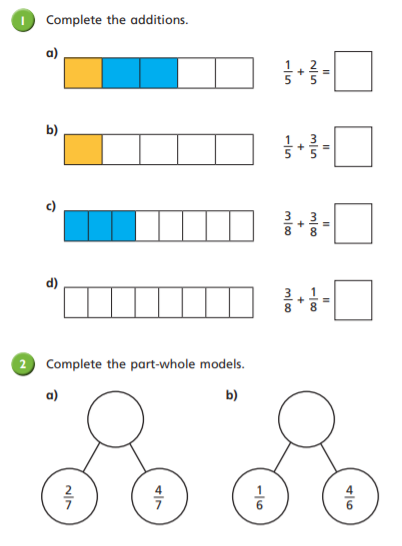 1 Complete the additions.
a) 1/5 + 2/5 =
b) 1/5 + 3/5 =
c) 3/8 + 3/8 =
d) 3/8 + 1/8 =
2 Complete the part-whole models.
a) b)
2/7 4/7 1/6 4/6